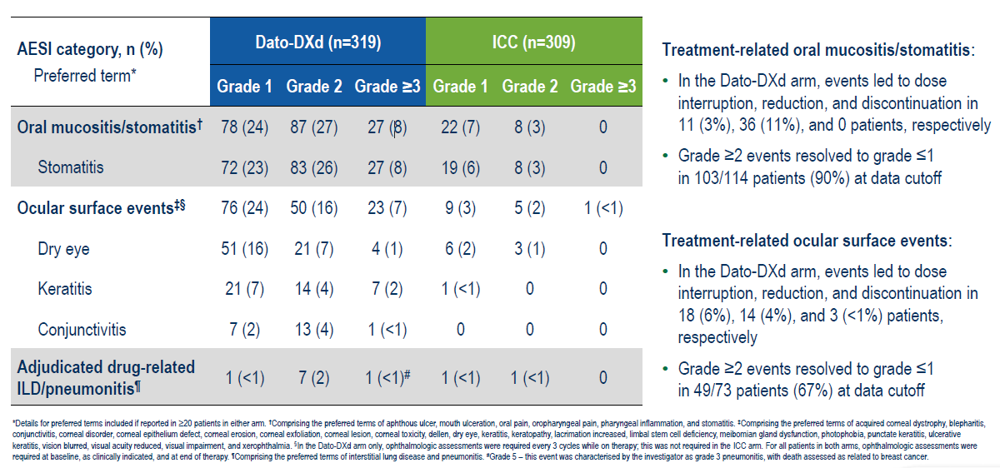 AESI category, n (%)
Preferred term*
Dato-DXd (n=319)
ICC (n=309)
Grade 1 Grade 2 Grade ≥3 Grade 1 Grade 2 Grade ≥3
Oral mucositis/stomatitis† 78 (24) 87 (27) 27 (8) 22 (7) 8 (3) 0
Stomatitis 72 (23) 83 (26) 27 (8) 19 (6) 8 (3) 0
Ocular surface events‡§ 76 (24) 50 (16) 23 (7) 9 (3) 5 (2) 1 (<1)
Dry eye 51 (16) 21 (7) 4 (1) 6 (2) 3 (1) 0
Keratitis 21 (7) 14 (4) 7 (2) 1 (<1) 0 0
Conjunctivitis 7 (2) 13 (4) 1 (<1) 0 0 0
Adjudicated drug-related
ILD/pneumonitis¶ 1 (<1) 7 (2) 1 (<1)# 1 (<1) 1 (<1) 0
Treatment-related oral mucositis/stomatitis:
• In the Dato-DXd arm, events led to dose
interruption, reduction, and discontinuation in
11 (3%), 36 (11%), and 0 patients, respectively
• Grade ≥2 events resolved to grade ≤1
in 103/114 patients (90%) at data cutoff
Treatment-related ocular surface events:
• In the Dato-DXd arm, events led to dose
interruption, reduction, and discontinuation in
18 (6%), 14 (4%), and 3 (<1%) patients,
respectively
• Grade ≥2 events resolved to grade ≤1
in 49/73 patients (67%) at data cutoff
*Details for preferred terms included if reported in ≥20 patients in either arm. †Comprising the preferred terms of aphthous ulcer, mouth ulceration, oral pain, oropharyngeal pain, pharyngeal inflammation, and stomatitis. ‡Comprising the preferred terms of acquired corneal dystrophy, blepharitis,
conjunctivitis, corneal disorder, corneal epithelium defect, corneal erosion, corneal exfoliation, corneal lesion, corneal toxicity, dellen, dry eye, keratitis, keratopathy, lacrimation increased, limbal stem cell deficiency, meibomian gland dysfunction, photophobia, punctate keratitis, ulcerative
keratitis, vision blurred, visual acuity reduced, visual impairment, and xerophthalmia. §In the Dato-DXd arm only, ophthalmologic assessments were required every 3 cycles while on therapy; this was not required in the ICC arm. For all patients in both arms, ophthalmologic assessments were
required at baseline, as clinically indicated, and at end of therapy. ¶Comprising the preferred terms of interstitial lung disease and pneumonitis. #Grade 5 – this event was characterised by the investigator as grade 3 pneumonitis, with death assessed as related to breast cancer.